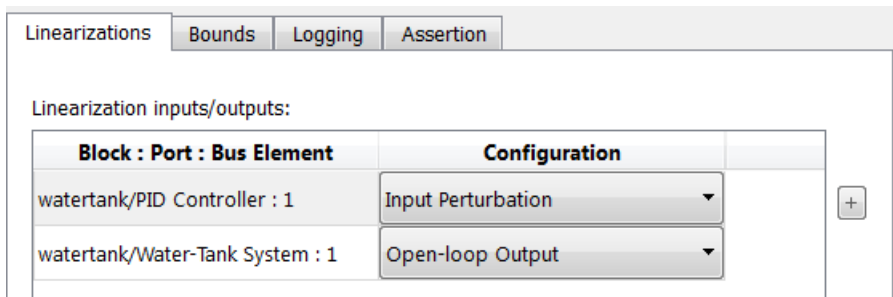 Linearizations Bounds Logging Assertion
Linearization inputs/outputs:
Block : Port : Bus Element Configuration
watertank/PID Controller : 1 Input Perturbation +
watertank/Water-Tank System : 1 Open-loop Output